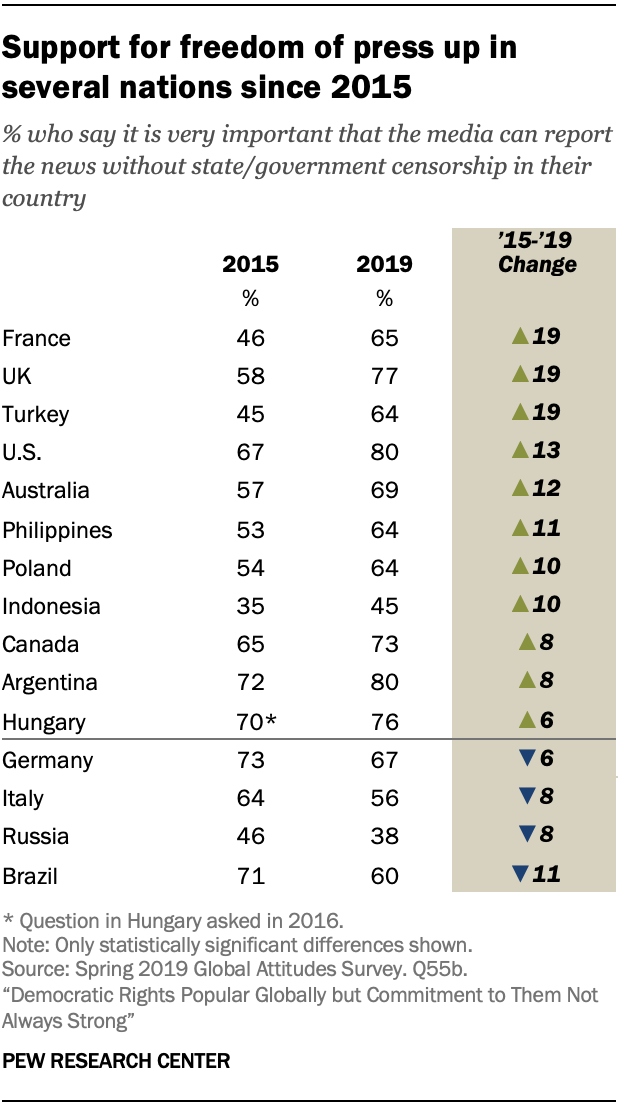 Support for freedom of press up in
several nations since 2015
% who say it is very important that the media can report
the news without state/government censorship in their
country
’15-’19
2015 2019 Change
% %
France 46 65 ▲19
UK 58 77 ▲19
Turkey 45 64 ▲19
U.S. 67 80 ▲13
Australia 57 69 ▲12
Philippines 53 64 ▲11
Poland 54 64 ▲10
Indonesia 35 45 ▲10
Canada 65 73 ▲8
Argentina 72 80 ▲8
Hungary 70* 76 ▲6
Germany 73 67 ▼6
Italy 64 56 ▼8
Russia 46 38 ▼8
Brazil 71 60 ▼11
* Question in Hungary asked in 2016.
Note: Only statistically significant differences shown.
Source: Spring 2019 Global Attitudes Survey. Q55b.
“Democratic Rights Popular Globally but Commitment to Them Not
Always Strong”
PEW RESEARCH CENTER